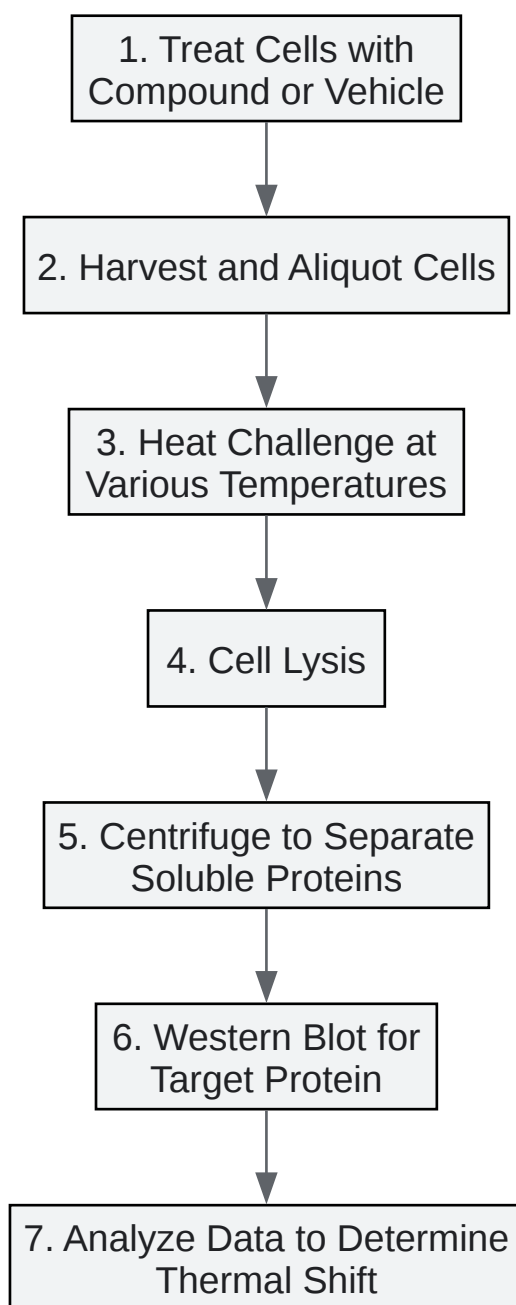 1. Treat Cells with
Compound or Vehicle
2. Harvest and Aliquot Cells
3. Heat Challenge at
Various Temperatures
4. Cell Lysis
5. Centrifuge to Separate
Soluble Proteins
6. Western Blot for
Target Protein
7. Analyze Data to Determine
Thermal Shift